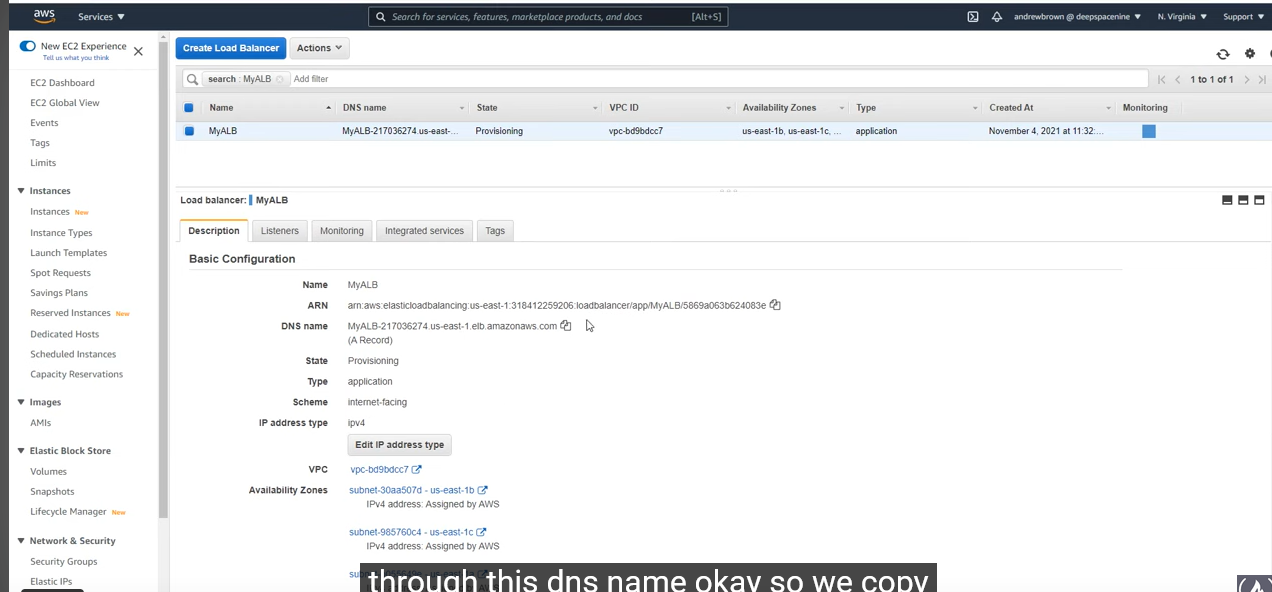 aws Services ▼ Search for services, features, marketplace products, and docs [Alt+S] andrewbrown @ deepspacenine ▼ N. Virginia ▼ Support ▼
New EC2 Experience
Tell us what you think
EC2 Dashboard
EC2 Global View
Events
Tags
Limits
Instances
Instances New
Instance Types
Launch Templates
Spot Requests
Savings Plans
Reserved Instances New
Dedicated Hosts
Scheduled Instances
Capacity Reservations
Images
AMIs
Elastic Block Store
Volumes
Snapshots
Lifecycle Manager New
Network & Security
Security Groups
Elastic IPs
Create Load Balancer Actions
search : MyALB Add filter 1 to 1 of 1
Name DNS name State VPC ID Availability Zones Type Created At Monitoring
MyALB MyALB-217036274.us-east-... Provisioning vpc-bd9bdcc7 us-east-1b, us-east-1c, ... application November 4, 2021 at 11:32:...
Load balancer: MyALB
Description Listeners Monitoring Integrated services Tags
Basic Configuration
Name MyALB
ARN arn:aws:elasticloadbalancing:us-east-1:318412259206:loadbalancer/app/MyALB/5869a063b624083e
DNS name MyALB-217036274.us-east-1.elb.amazonaws.com
(A Record)
State Provisioning
Type application
Scheme internet-facing
IP address type ipv4
Edit IP address type
VPC vpc-bd9bdcc7
Availability Zones subnet-30aa507d - us-east-1b
IPv4 address: Assigned by AWS
subnet-985760c4 - us-east-1c
IPv4 address: Assigned by AWS
through this dns name okay so we copy